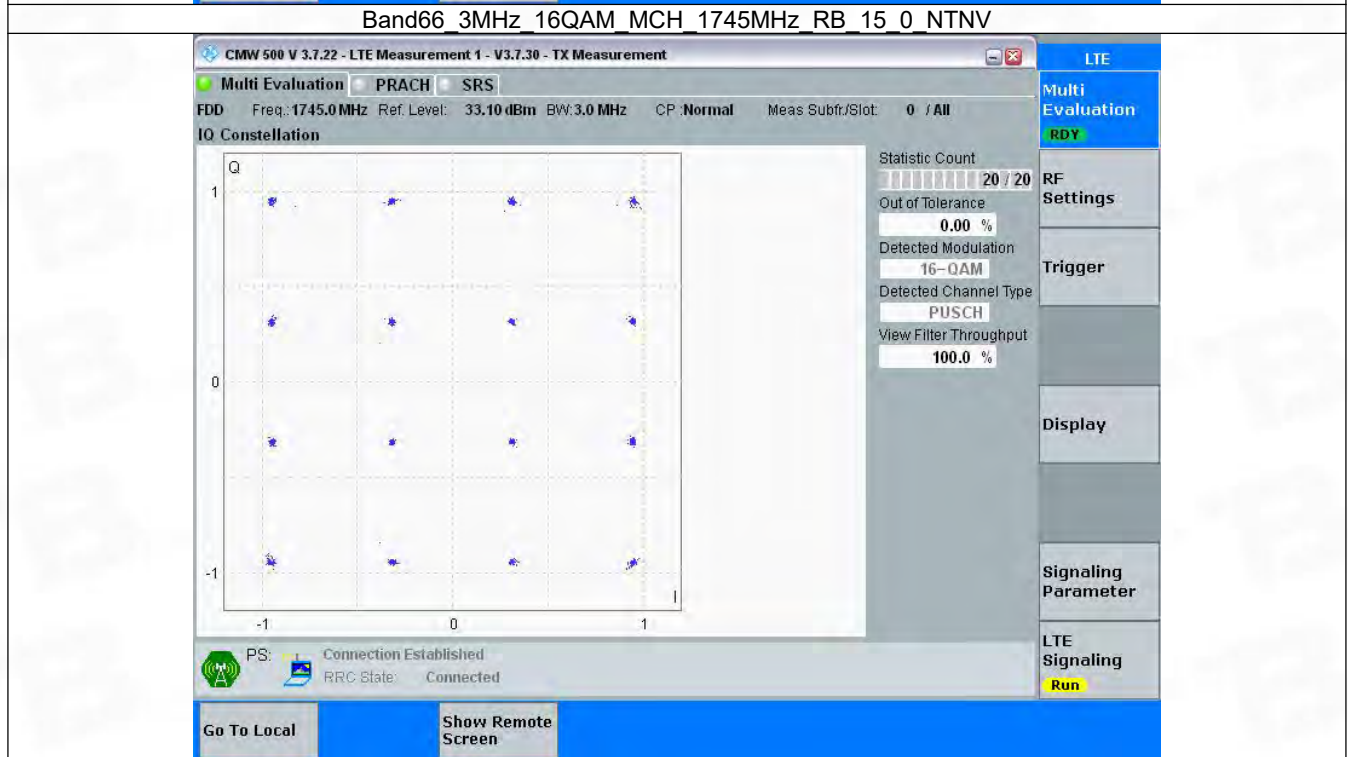 Band66_3MHz_16QAM_MCH_1745MHz_RB_15_0_NTNV
CMW 500 V 3.7.22 - LTE Measurement 1 - V3.7.30 - TX Measurement
LTE
Multi Evaluation PRACH SRS
Multi
Evaluation
RDY
FDD Freq.:1745.0 MHz Ref. Level: 33.10 dBm BW:3.0 MHz CP :Normal Meas Subfr./Slot: 0 / All
IQ Constellation
Q
1
0
-1
I
-1 0 1
Statistic Count
20 / 20
Out of Tolerance
0.00 %
Detected Modulation
16-QAM
Detected Channel Type
PUSCH
View Filter Throughput
100.0 %
RF
Settings
Trigger
Display
Signaling
Parameter
LTE
Signaling
Run
PS: Connection Established
RRC State: Connected
Go To Local
Show Remote
Screen